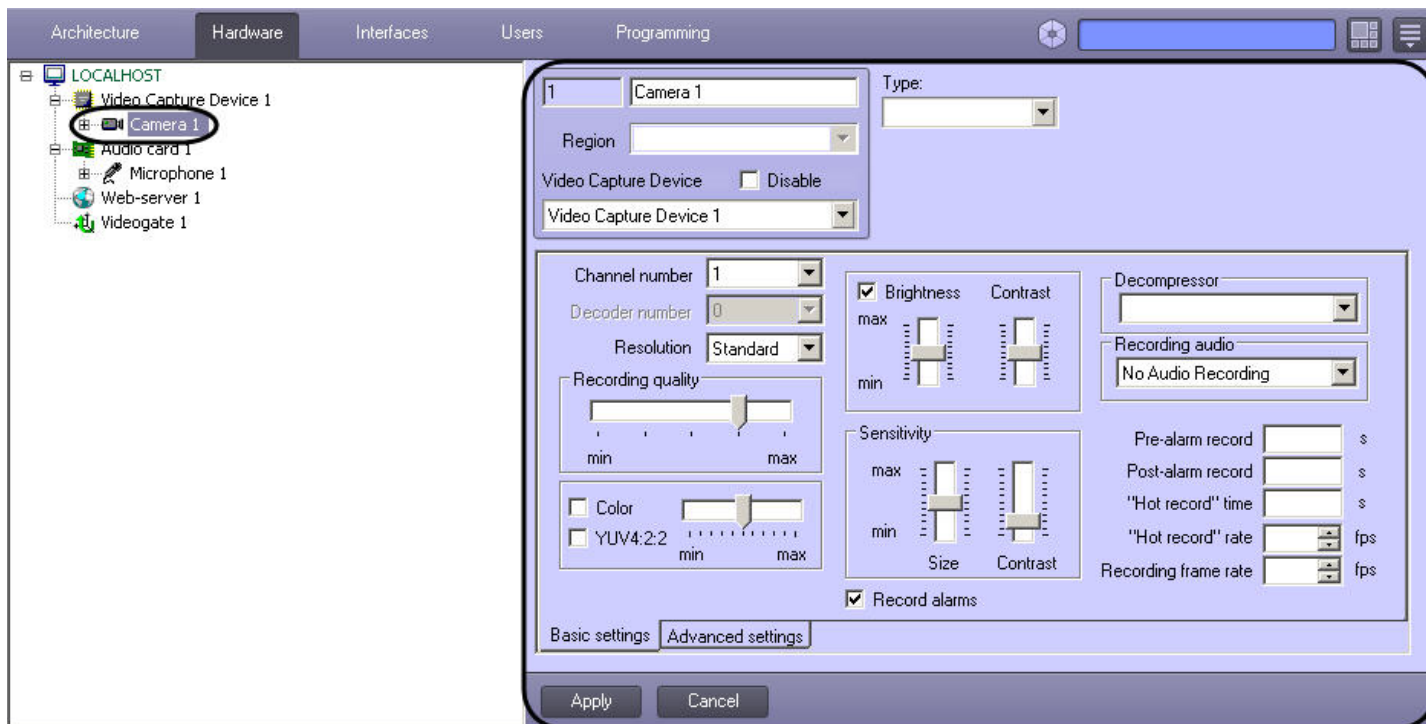 Architecture Hardware Interfaces Users Programming
LOCALHOST
Video Capture Device 1
Camera 1
Audio card 1
Microphone 1
Web-server 1
Videogate 1
1 Camera 1
Type:
Region
Video Capture Device Disable
Video Capture Device 1
Channel number 1
Decoder number 0
Resolution Standard
Recording quality
min max
Color
YUV4:2:2
min max
Brightness Contrast
max
min
Sensitivity
max
min
Size Contrast
Record alarms
Decompressor
Recording audio
No Audio Recording
Pre-alarm record s
Post-alarm record s
"Hot record" time s
"Hot record" rate fps
Recording frame rate fps
Basic settings Advanced settings
Apply Cancel